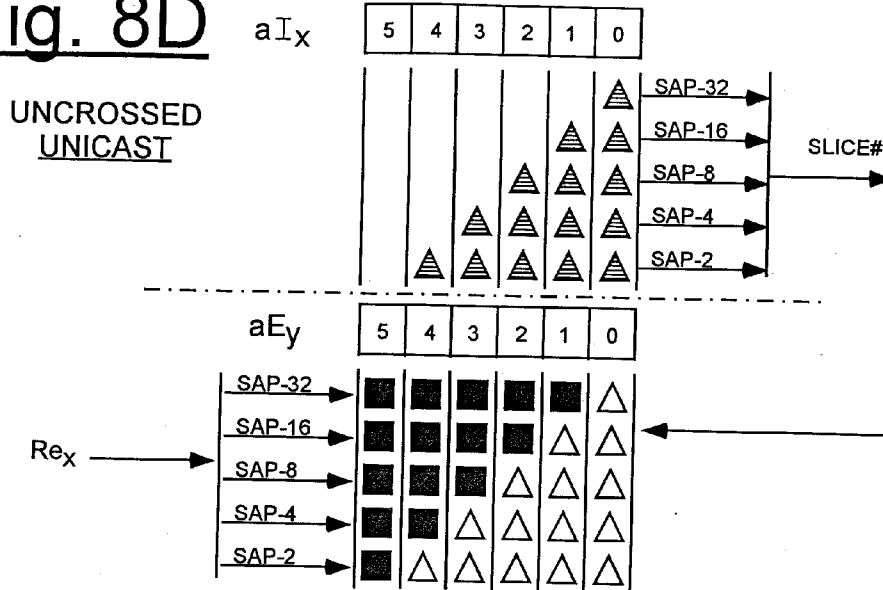 ig. 8D
aIx
5 4 3 2 1 0
UNCROSSED
UNICAST
SAP-32
SAP-16
SAP-8
SAP-4
SAP-2
SLICE#
aEy
5 4 3 2 1 0
Rex
SAP-32
SAP-16
SAP-8
SAP-4
SAP-2